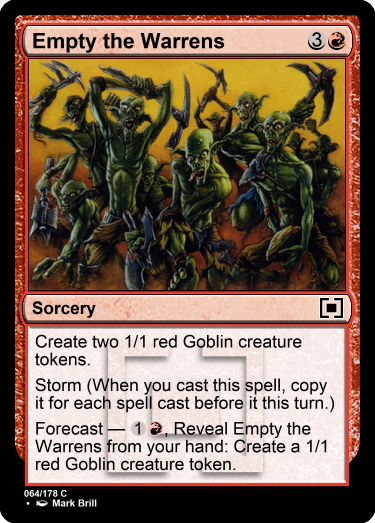 Empty the Warrens 3
Sorcery
Create two 1/1 red Goblin creature
tokens.
Storm (When you cast this spell, copy
it for each spell cast before it this turn.)
Forecast — 1 , Reveal Empty the
Warrens from your hand: Create a 1/1
red Goblin creature token.
064/178 C
• Mark Brill